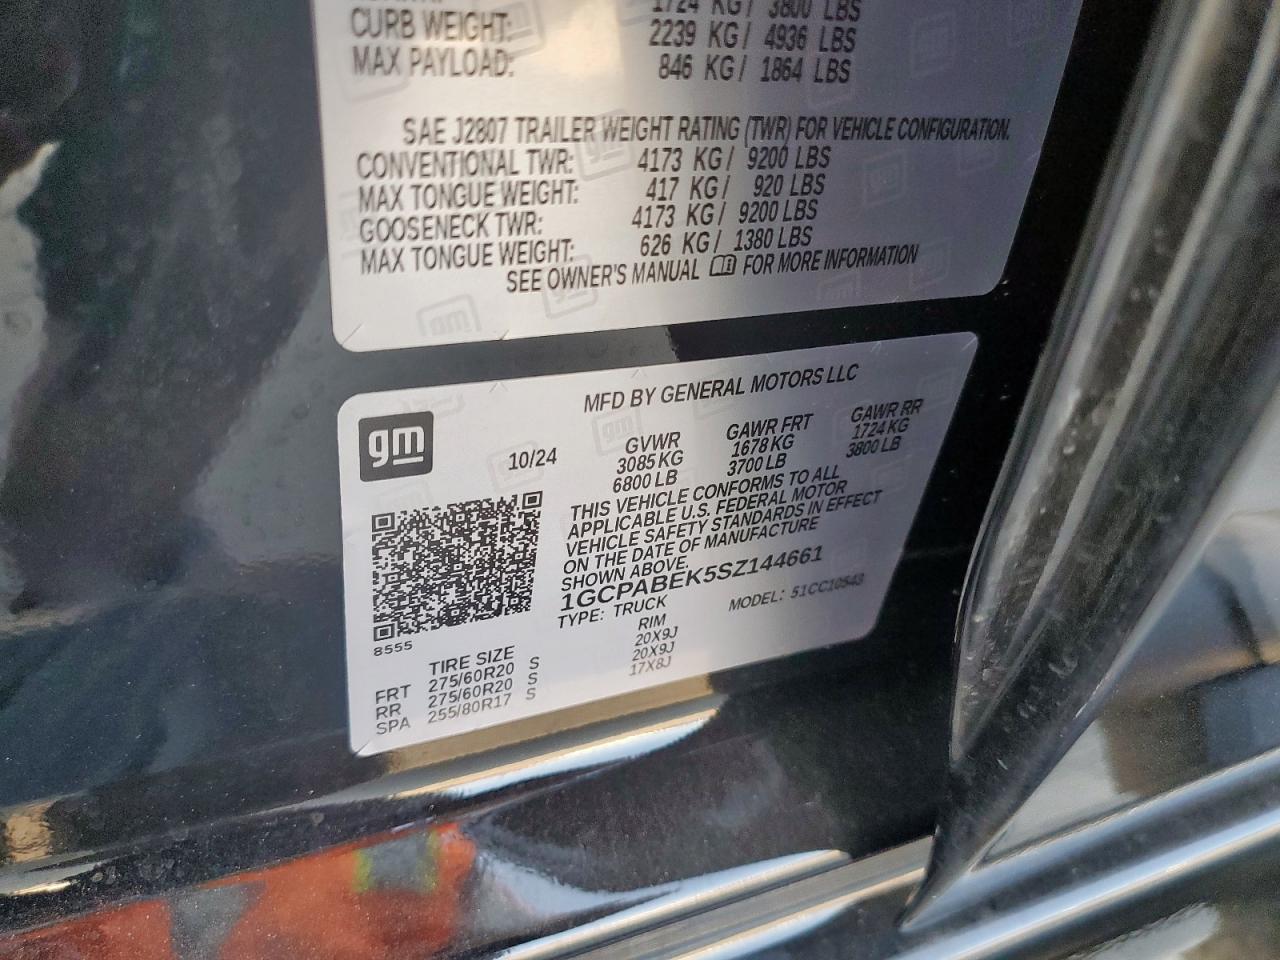 1724 KG / 3800 LBS
CURB WEIGHT: 2239 KG / 4936 LBS
MAX PAYLOAD: 846 KG / 1864 LBS
SAE J2807 TRAILER WEIGHT RATING (TWR) FOR VEHICLE CONFIGURATION.
CONVENTIONAL TWR: 4173 KG / 9200 LBS
MAX TONGUE WEIGHT: 417 KG / 920 LBS
GOOSENECK TWR: 4173 KG / 9200 LBS
MAX TONGUE WEIGHT: 626 KG / 1380 LBS
SEE OWNER'S MANUAL FOR MORE INFORMATION
MFD BY GENERAL MOTORS LLC
gm
10/24
GVWR GAWR FRT GAWR RR
3085 KG 1678 KG 1724 KG
6800 LB 3700 LB 3800 LB
THIS VEHICLE CONFORMS TO ALL
APPLICABLE U.S. FEDERAL MOTOR
VEHICLE SAFETY STANDARDS IN EFFECT
ON THE DATE OF MANUFACTURE
SHOWN ABOVE.
1GCPABEK5SZ144661
TYPE: TRUCK MODEL: 51CC10543
8555
TIRE SIZE RIM
FRT 275/60R20 S 20X9J
RR 275/60R20 S 20X9J
SPA 255/80R17 S 17X8J